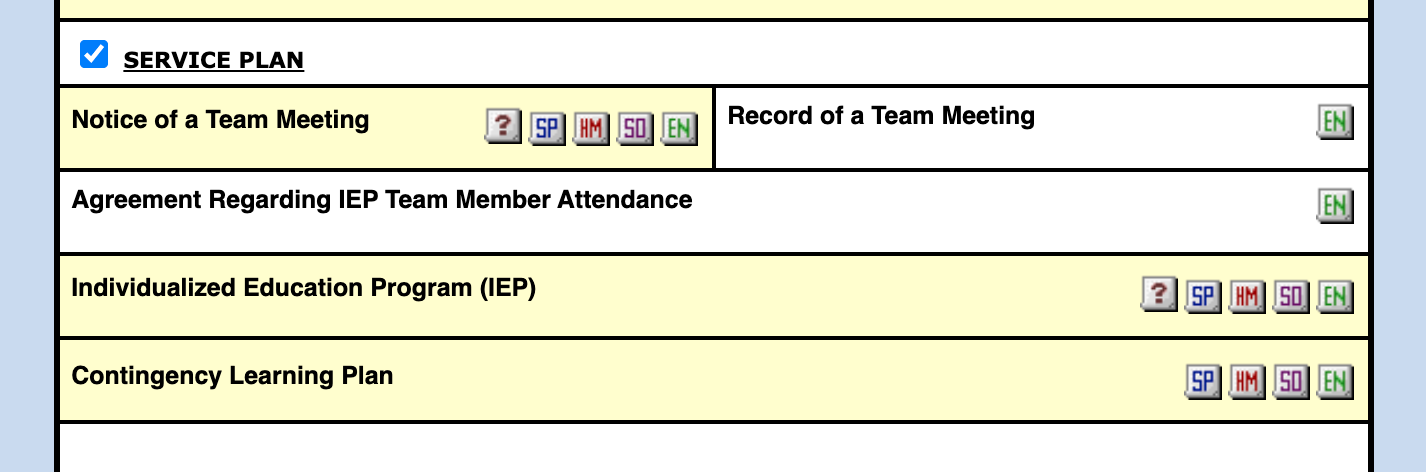 SERVICE PLAN
Notice of a Team Meeting ? SP HM SO EN
Record of a Team Meeting EN
Agreement Regarding IEP Team Member Attendance EN
Individualized Education Program (IEP) ? SP HM SO EN
Contingency Learning Plan SP HM SO EN